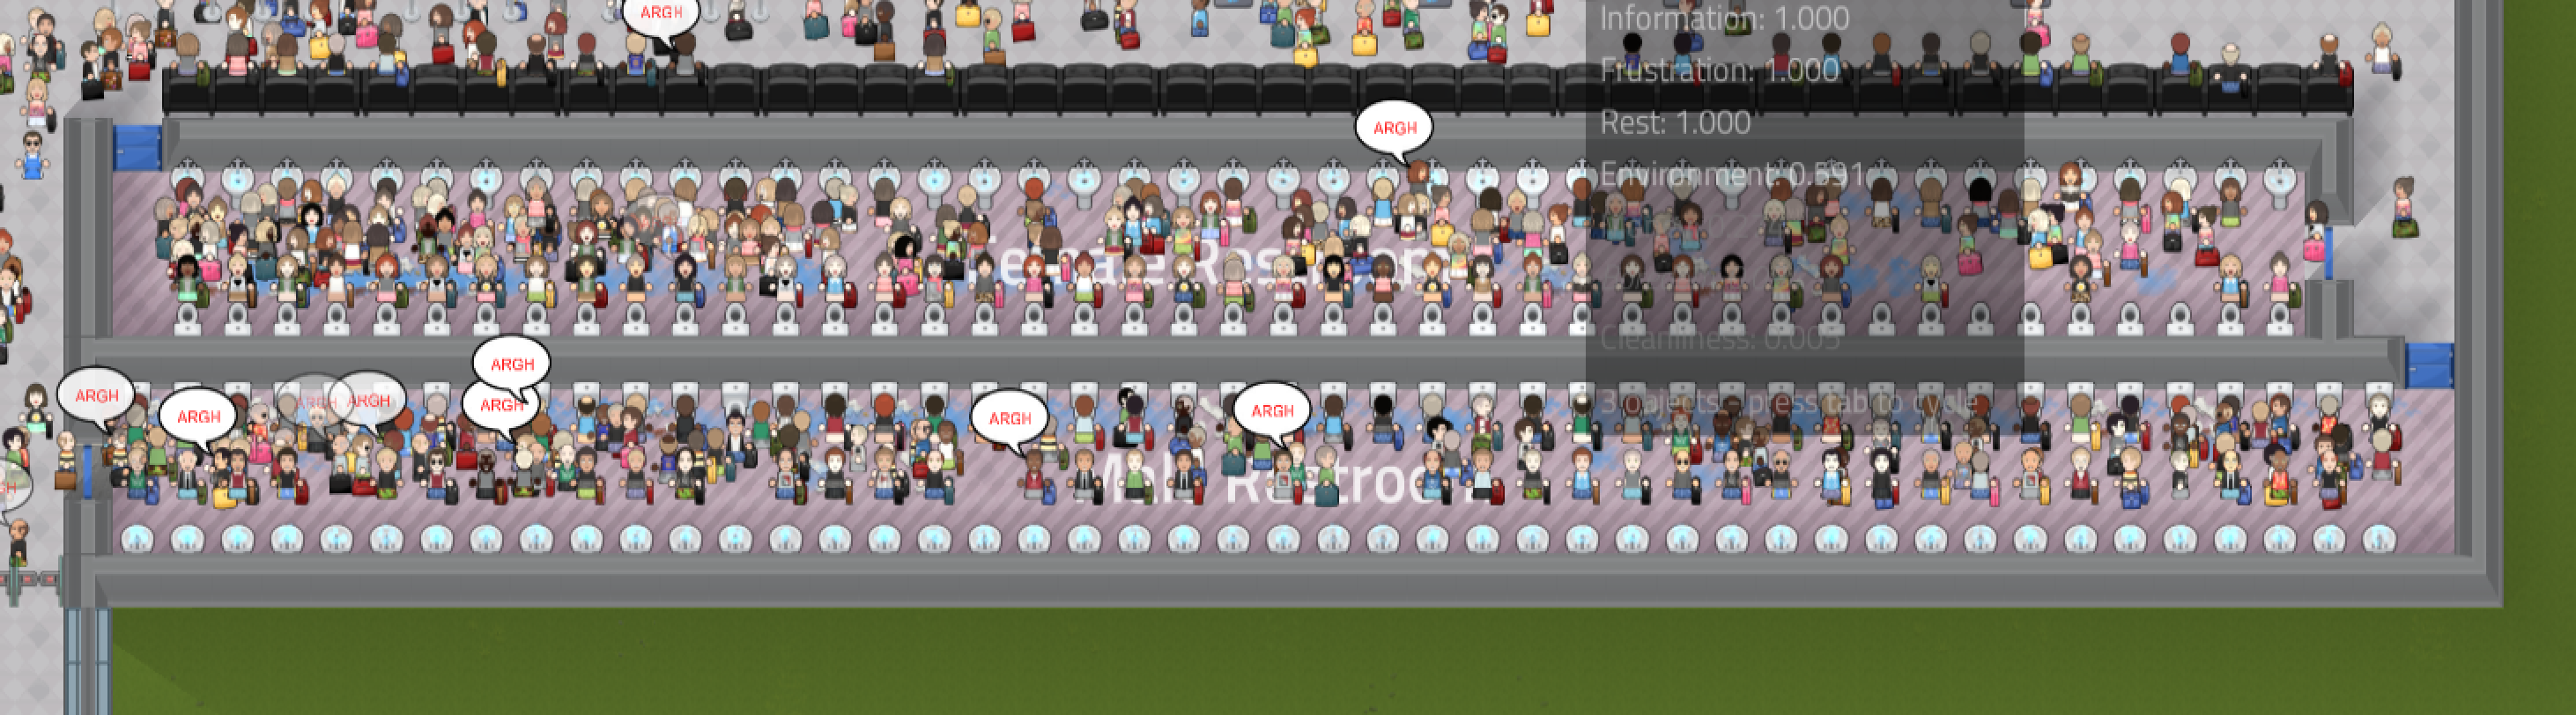 ARGH
Information: 1.000
Frustration: 1.000
Rest: 1.000
ARGH
Environment: 0.591
Female Restroom
Cleanliness: 0.005
ARGH
ARGH
ARGH
ARGH
ARGH
ARGH
ARGH
ARGH
3 objects - press tab to cycle
Male Restroom